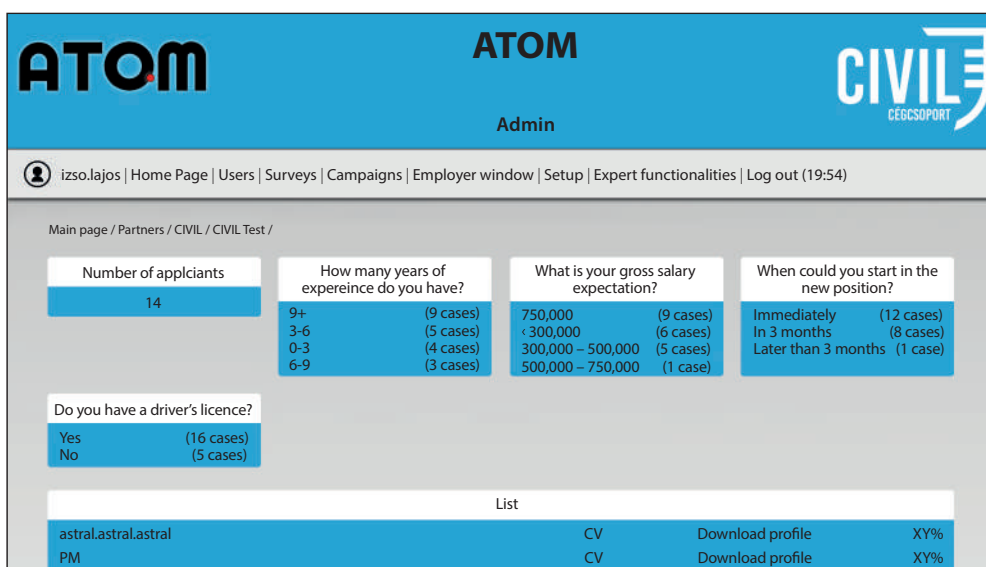 ATOM
ATOM
CIVIL
CÉGCSOPORT
Admin
izso.lajos | Home Page | Users | Surveys | Campaigns | Employer window | Setup | Expert functionalities | Log out (19:54)
Main page / Partners / CIVIL / CIVIL Test /
Number of applciants
14
How many years of
expereince do you have?
9+ (9 cases)
3-6 (5 cases)
0-3 (4 cases)
6-9 (3 cases)
What is your gross salary
expectation?
750,000 (9 cases)
‹ 300,000 (6 cases)
300,000 – 500,000 (5 cases)
500,000 – 750,000 (1 case)
When could you start in the
new position?
Immediately (12 cases)
In 3 months (8 cases)
Later than 3 months (1 case)
Do you have a driver's licence?
Yes (16 cases)
No (5 cases)
List
astral.astral.astral CV Download profile XY%
PM CV Download profile XY%